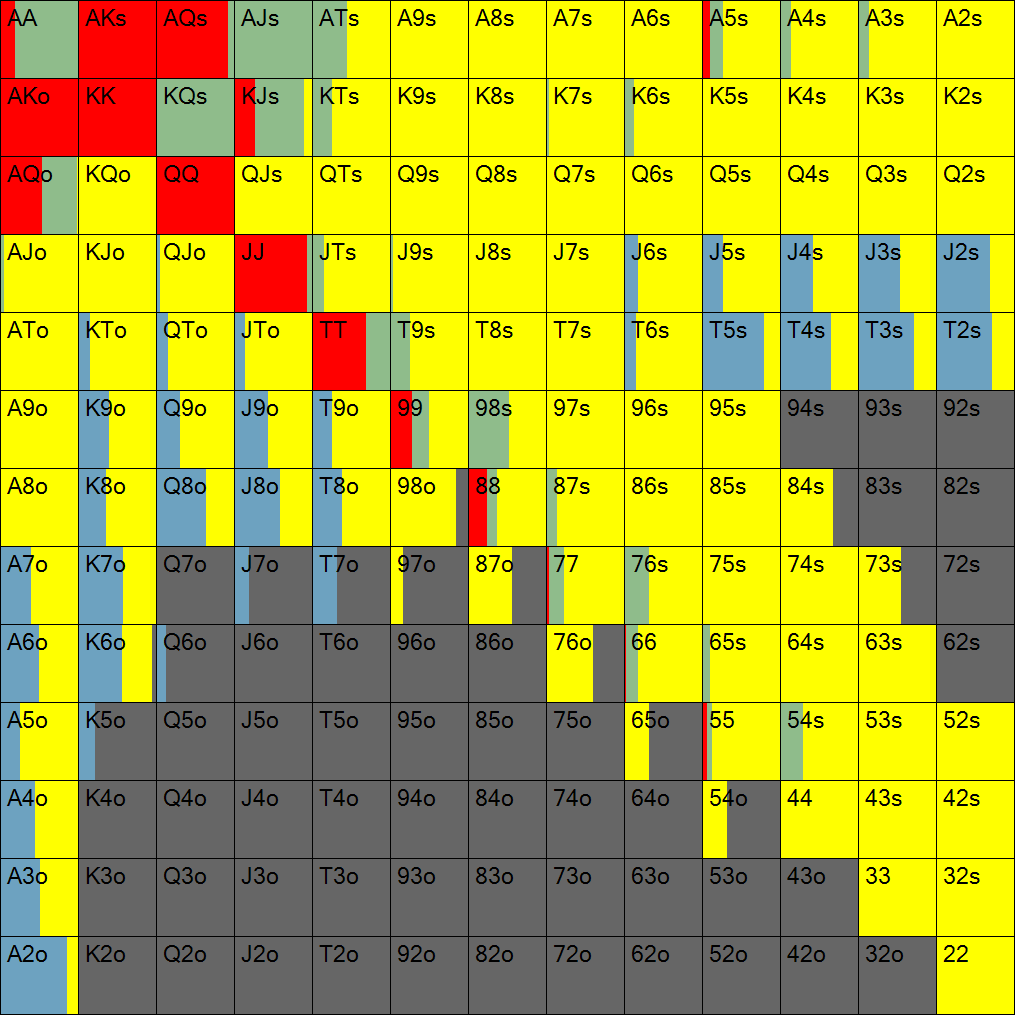 AA AKs AQs AJs ATs A9s A8s A7s A6s A5s A4s A3s A2s
AKo KK KQs KJs KTs K9s K8s K7s K6s K5s K4s K3s K2s
AQo KQo QQ QJs QTs Q9s Q8s Q7s Q6s Q5s Q4s Q3s Q2s
AJo KJo QJo JJ JTs J9s J8s J7s J6s J5s J4s J3s J2s
ATo KTo QTo JTo TT T9s T8s T7s T6s T5s T4s T3s T2s
A9o K9o Q9o J9o T9o 99 98s 97s 96s 95s 94s 93s 92s
A8o K8o Q8o J8o T8o 98o 88 87s 86s 85s 84s 83s 82s
A7o K7o Q7o J7o T7o 97o 87o 77 76s 75s 74s 73s 72s
A6o K6o Q6o J6o T6o 96o 86o 76o 66 65s 64s 63s 62s
A5o K5o Q5o J5o T5o 95o 85o 75o 65o 55 54s 53s 52s
A4o K4o Q4o J4o T4o 94o 84o 74o 64o 54o 44 43s 42s
A3o K3o Q3o J3o T3o 93o 83o 73o 63o 53o 43o 33 32s
A2o K2o Q2o J2o T2o 92o 82o 72o 62o 52o 42o 32o 22